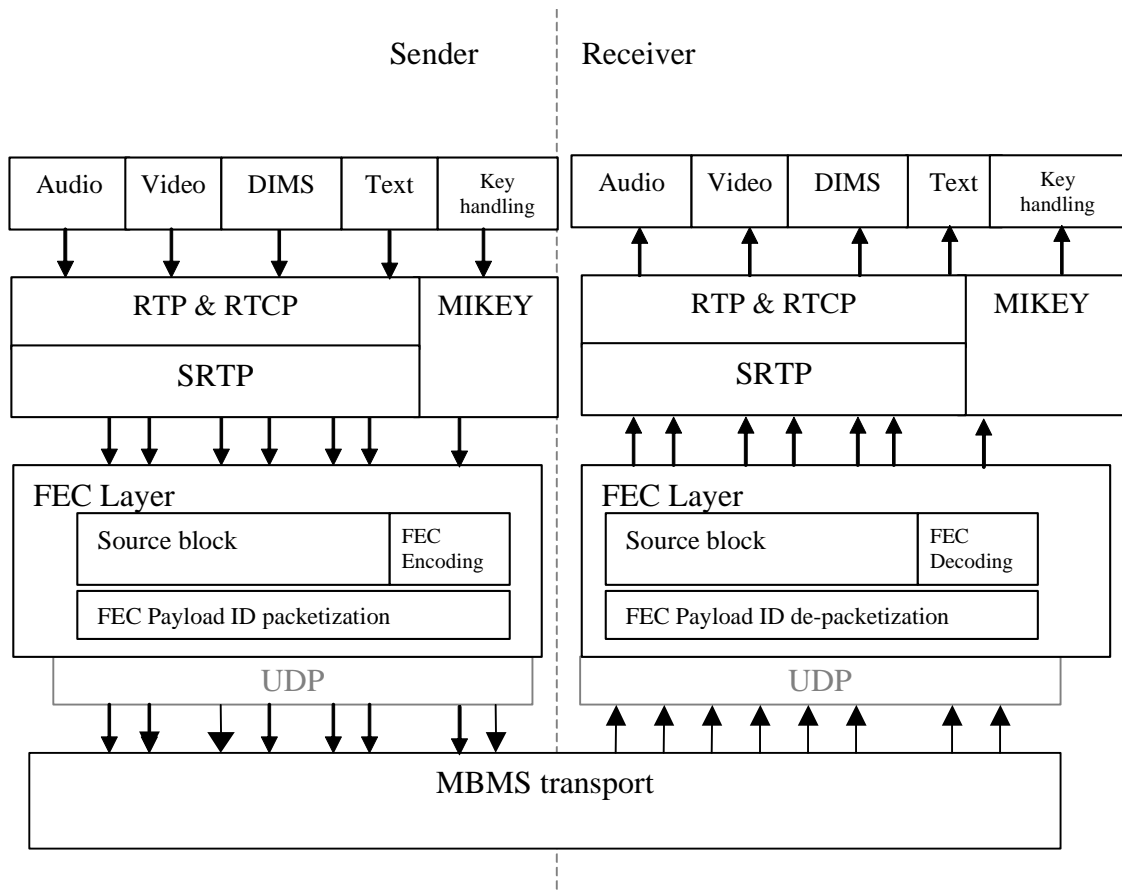 Sender Receiver
Audio Video DIMS Text Key handling
Audio Video DIMS Text Key handling
RTP & RTCP MIKEY
SRTP
RTP & RTCP MIKEY
SRTP
FEC Layer
Source block
FEC
Encoding
FEC Payload ID packetization
FEC Layer
Source block
FEC
Decoding
FEC Payload ID de-packetization
UDP
UDP
MBMS transport